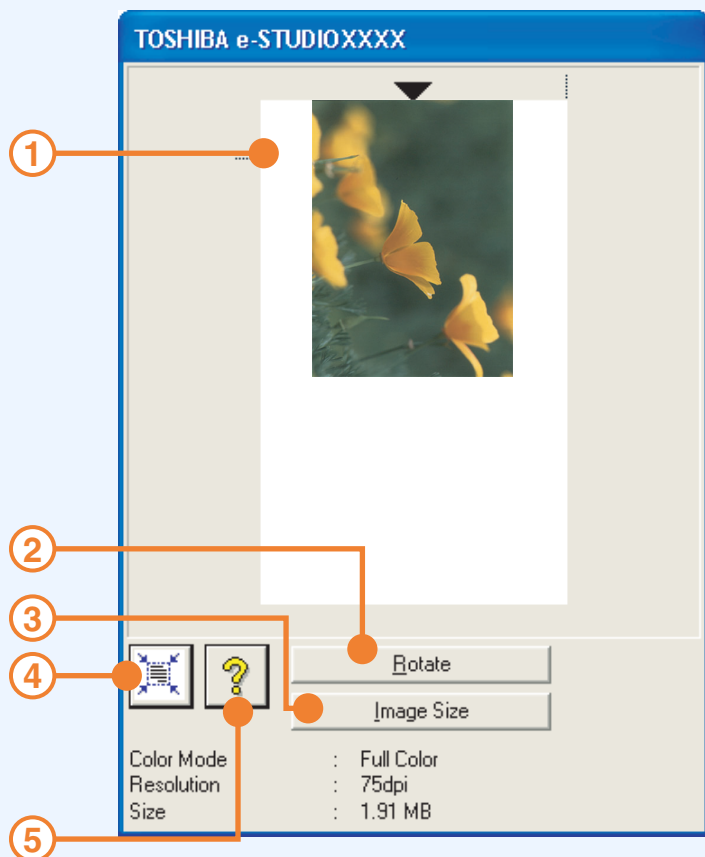 TOSHIBA e-STUDIOXXXX
1
2
3
4
5
?
Rotate
Image Size
Color Mode : Full Color
Resolution : 75dpi
Size : 1.91 MB